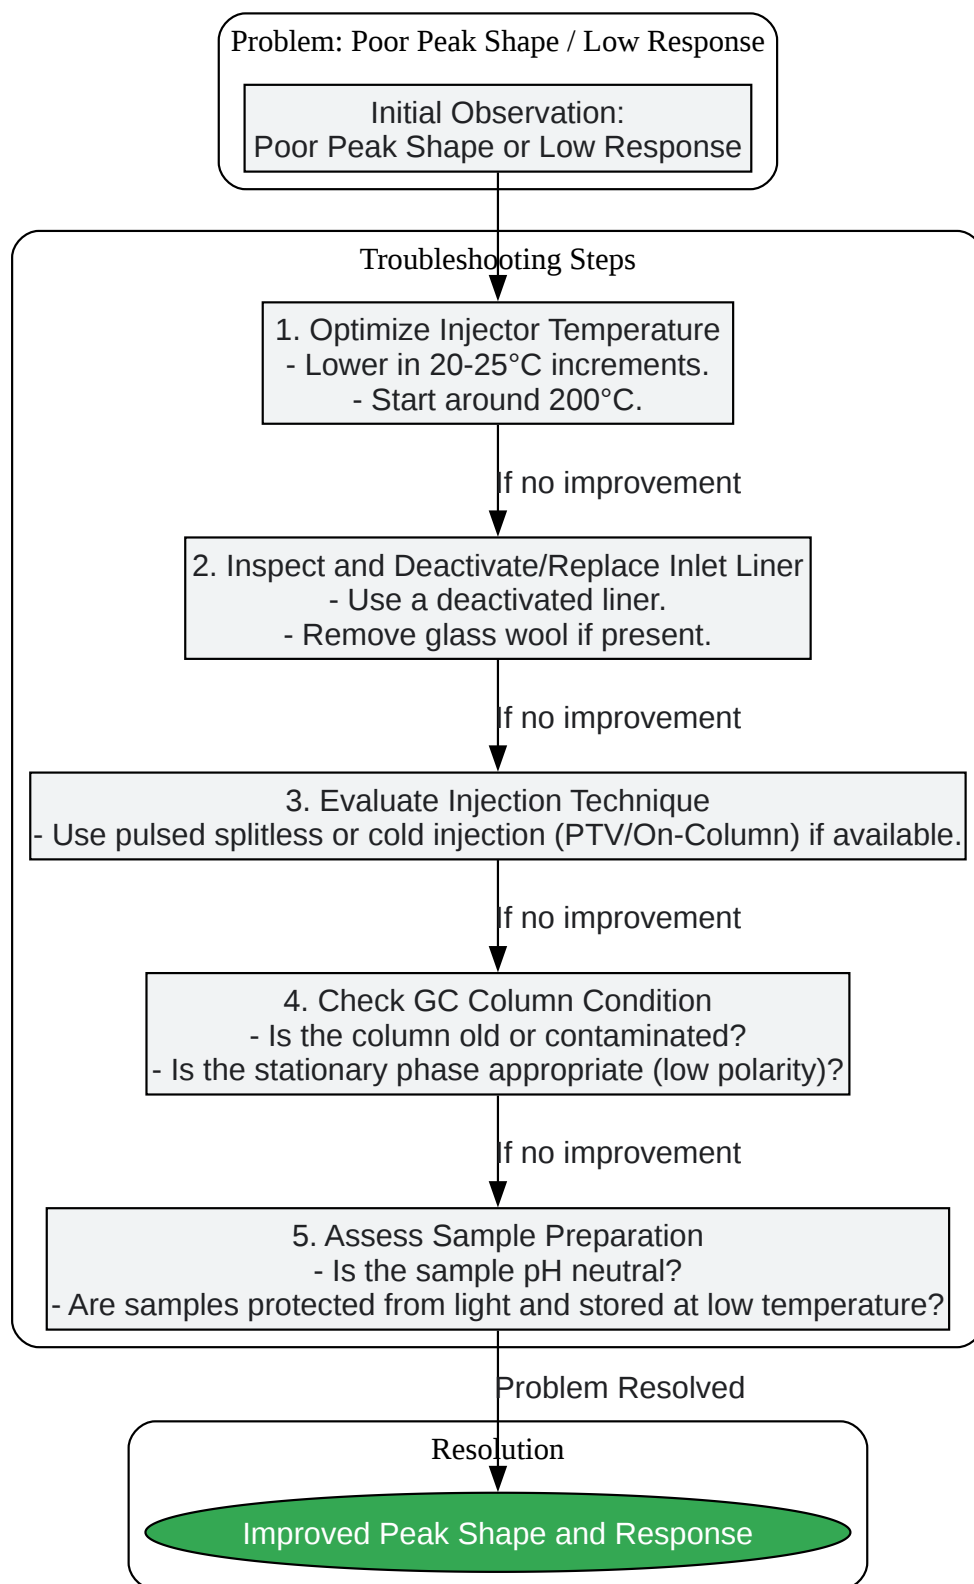 Problem: Poor Peak Shape / Low Response
Initial Observation:
Poor Peak Shape or Low Response
Troubleshooting Steps
1. Optimize Injector Temperature
- Lower in 20-25°C increments.
- Start around 200°C.
If no improvement
2. Inspect and Deactivate/Replace Inlet Liner
- Use a deactivated liner.
- Remove glass wool if present.
If no improvement
3. Evaluate Injection Technique
- Use pulsed splitless or cold injection (PTV/On-Column) if available.
If no improvement
4. Check GC Column Condition
- Is the column old or contaminated?
- Is the stationary phase appropriate (low polarity)?
If no improvement
5. Assess Sample Preparation
- Is the sample pH neutral?
- Are samples protected from light and stored at low temperature?
Problem Resolved
Resolution
Improved Peak Shape and Response